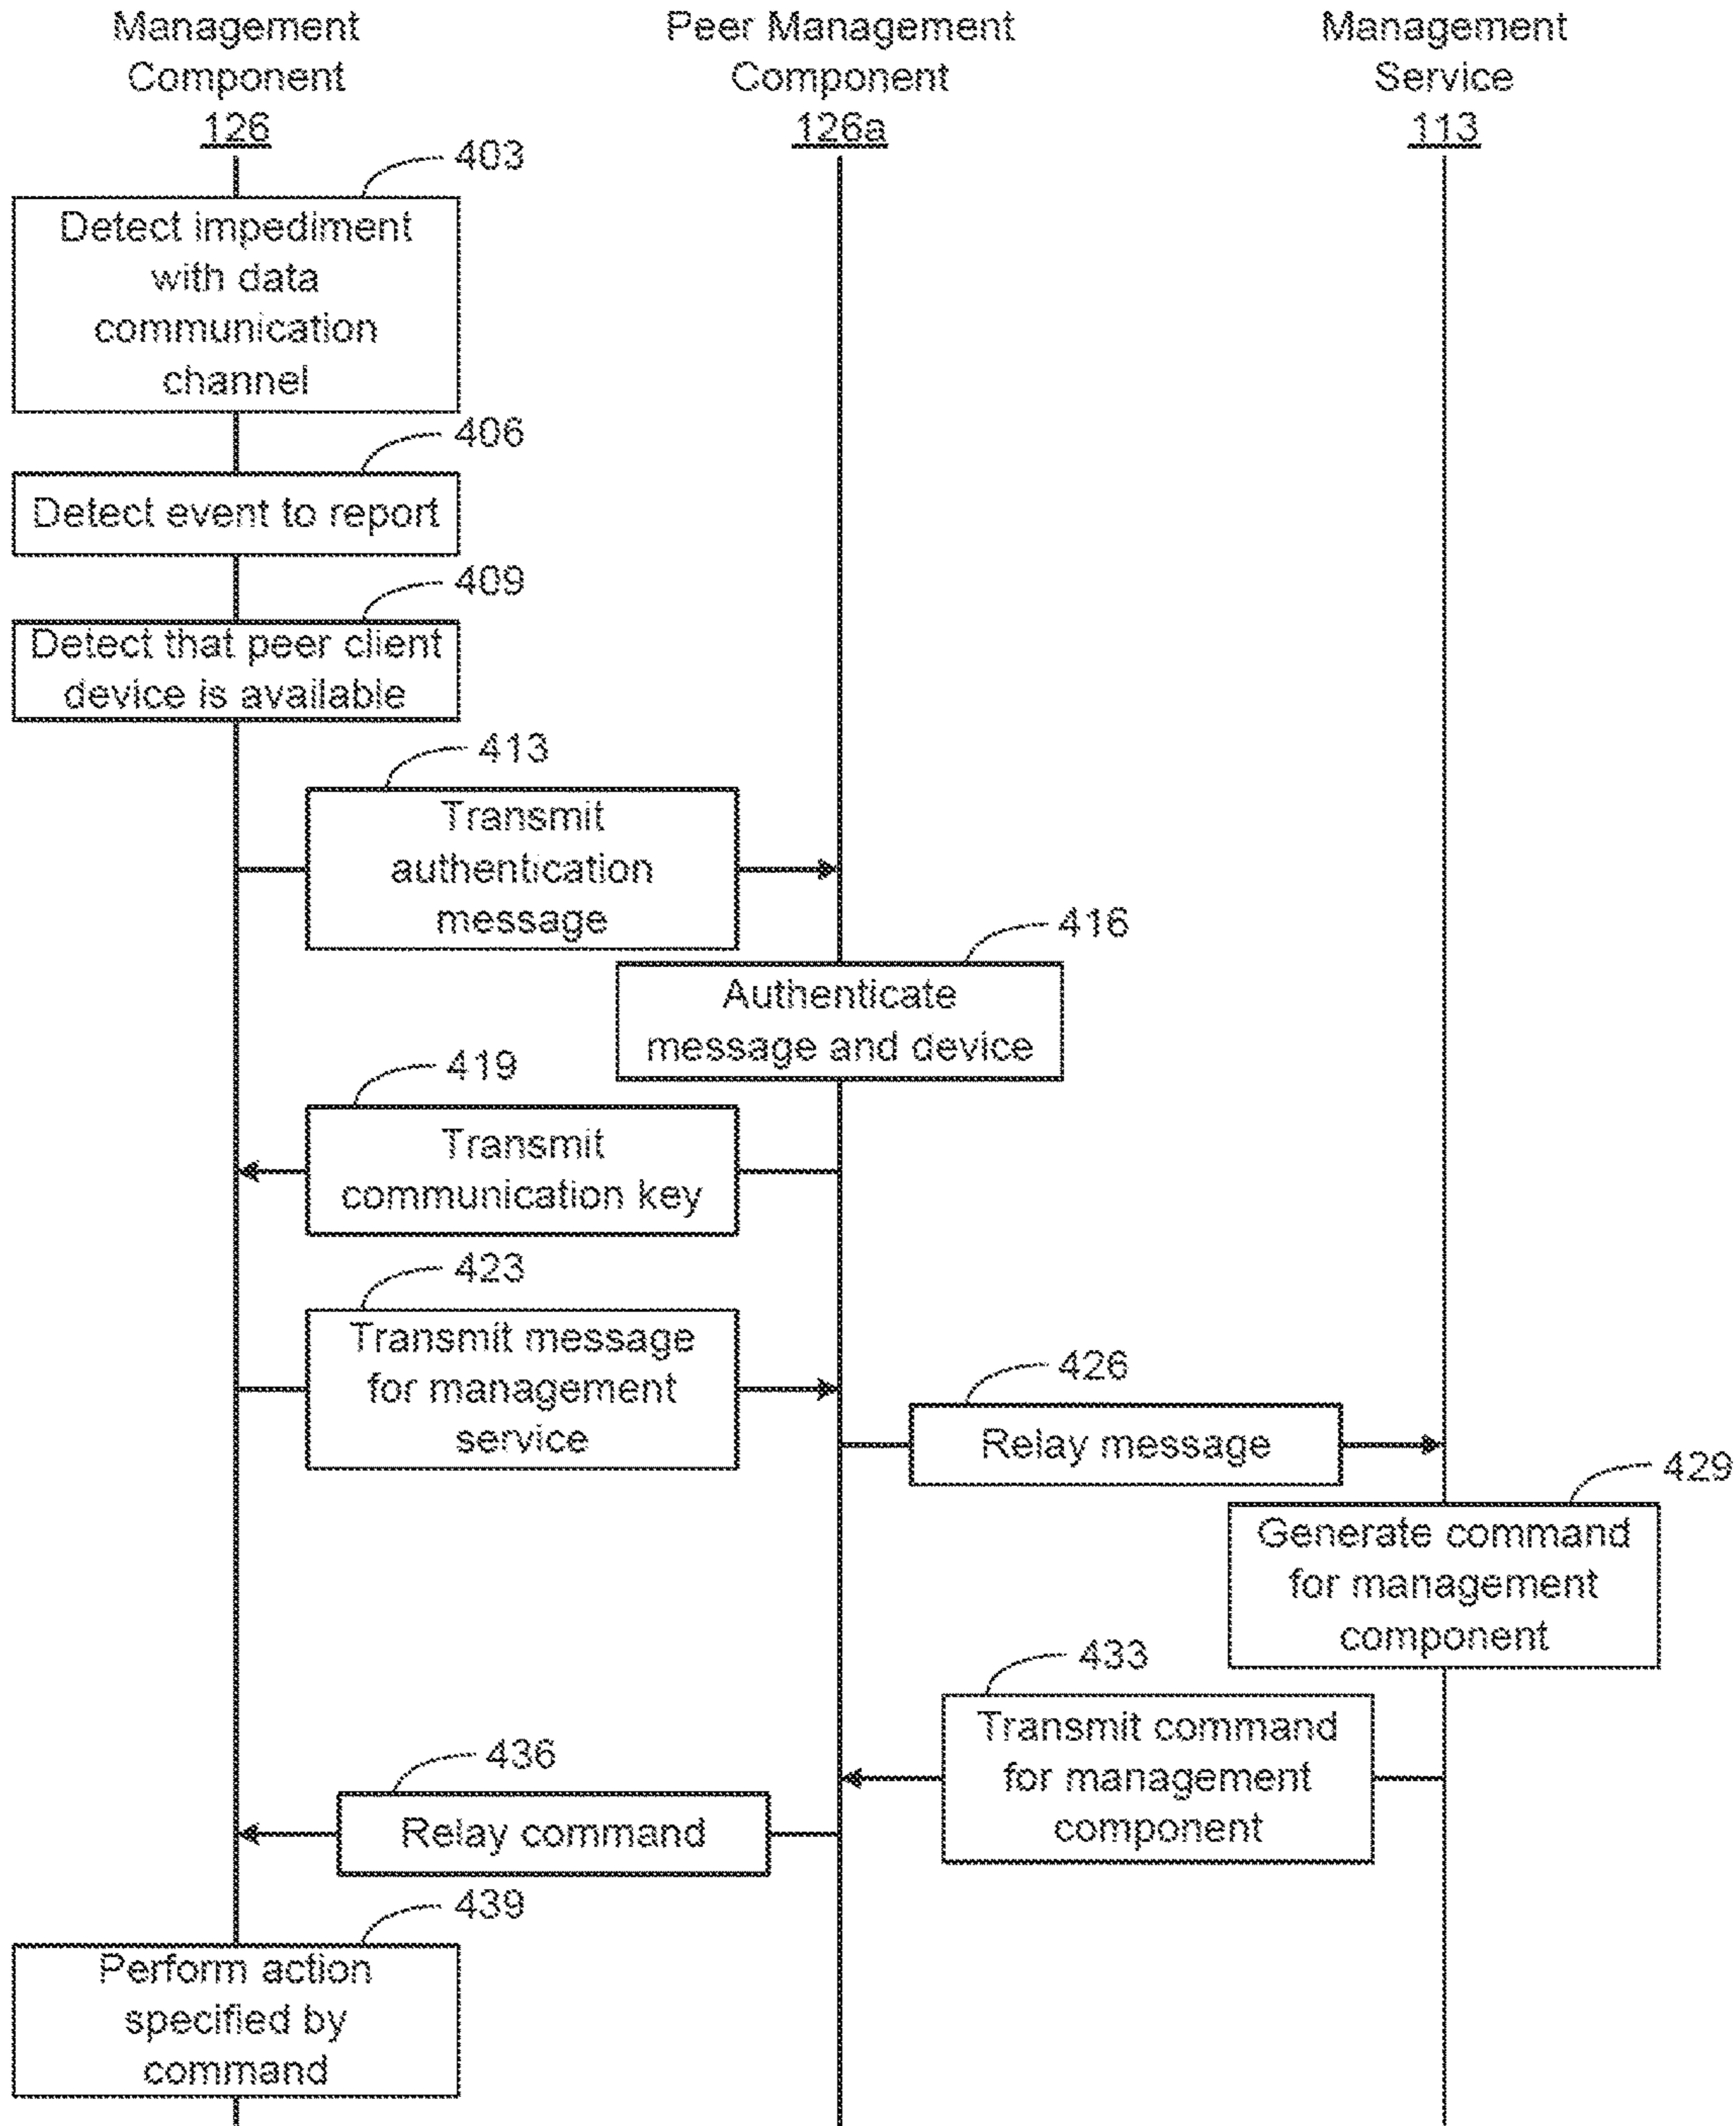 Management
Component
126
Peer Management
Component
126a
Management
Service
113
403
Detect impediment
with data
communication
channel
406
Detect event to report
409
Detect that peer client
device is available
413
Transmit
authentication
message
416
Authenticate
message and device
419
Transmit
communication key
423
Transmit message
for management
service
426
Relay message
429
Generate command
for management
component
433
Transmit command
for management
component
436
Relay command
439
Perform action
specified by
command